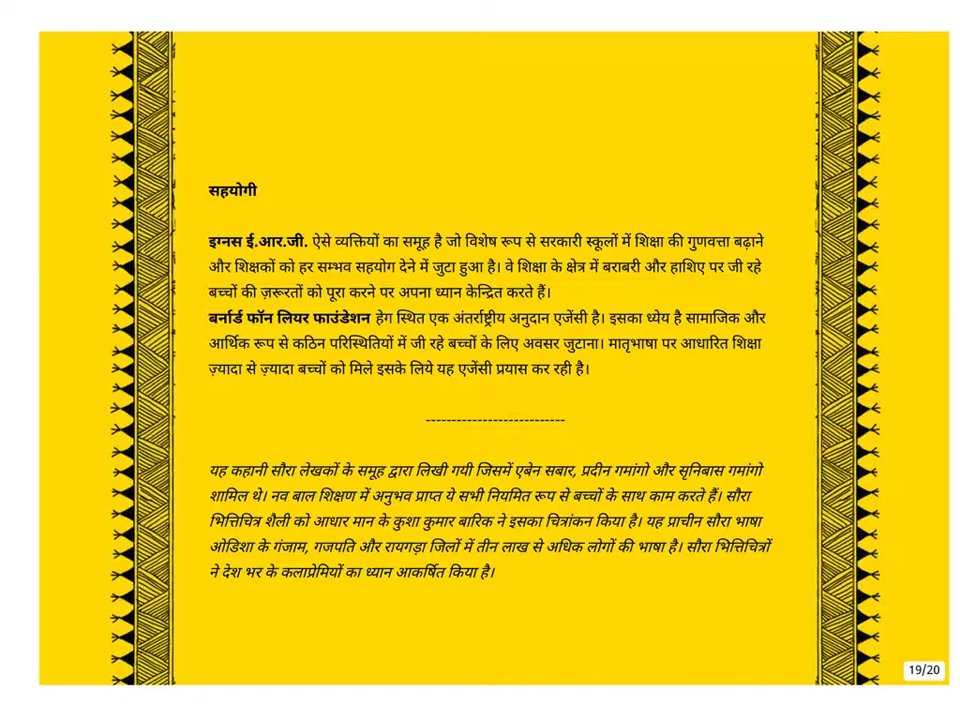 सहयोगी
इग्नस ई.आर.जी. ऐसे व्यक्तियों का समूह है जो विशेष रूप से सरकारी स्कूलों में शिक्षा की गुणवत्ता बढ़ाने
और शिक्षकों को हर सम्भव सहयोग देने में जुटा हुआ है। वे शिक्षा के क्षेत्र में बराबरी और हाशिए पर जी रहे
बच्चों की ज़रूरतों को पूरा करने पर अपना ध्यान केन्द्रित करते हैं।
बर्नार्ड फॉन लियर फाउंडेशन हेग स्थित एक अंतर्राष्ट्रीय अनुदान एजेंसी है। इसका ध्येय है सामाजिक और
आर्थिक रूप से कठिन परिस्थितियों में जी रहे बच्चों के लिए अवसर जुटाना। मातृभाषा पर आधारित शिक्षा
ज़्यादा से ज़्यादा बच्चों को मिले इसके लिये यह एजेंसी प्रयास कर रही है।
---------------------------
यह कहानी सौरा लेखकों के समूह द्वारा लिखी गयी जिसमें एबेन सबार, प्रदीन गमांगो और सृनिबास गमांगो
शामिल थे। नव बाल शिक्षण में अनुभव प्राप्त ये सभी नियमित रूप से बच्चों के साथ काम करते हैं। सौरा
भित्तिचित्र शैली को आधार मान के कुशा कुमार बारिक ने इसका चित्रांकन किया है। यह प्राचीन सौरा भाषा
ओडिशा के गंजाम, गजपति और रायगड़ा जिलों में तीन लाख से अधिक लोगों की भाषा है। सौरा भित्तिचित्रों
ने देश भर के कलाप्रेमियों का ध्यान आकर्षित किया है।
19/20